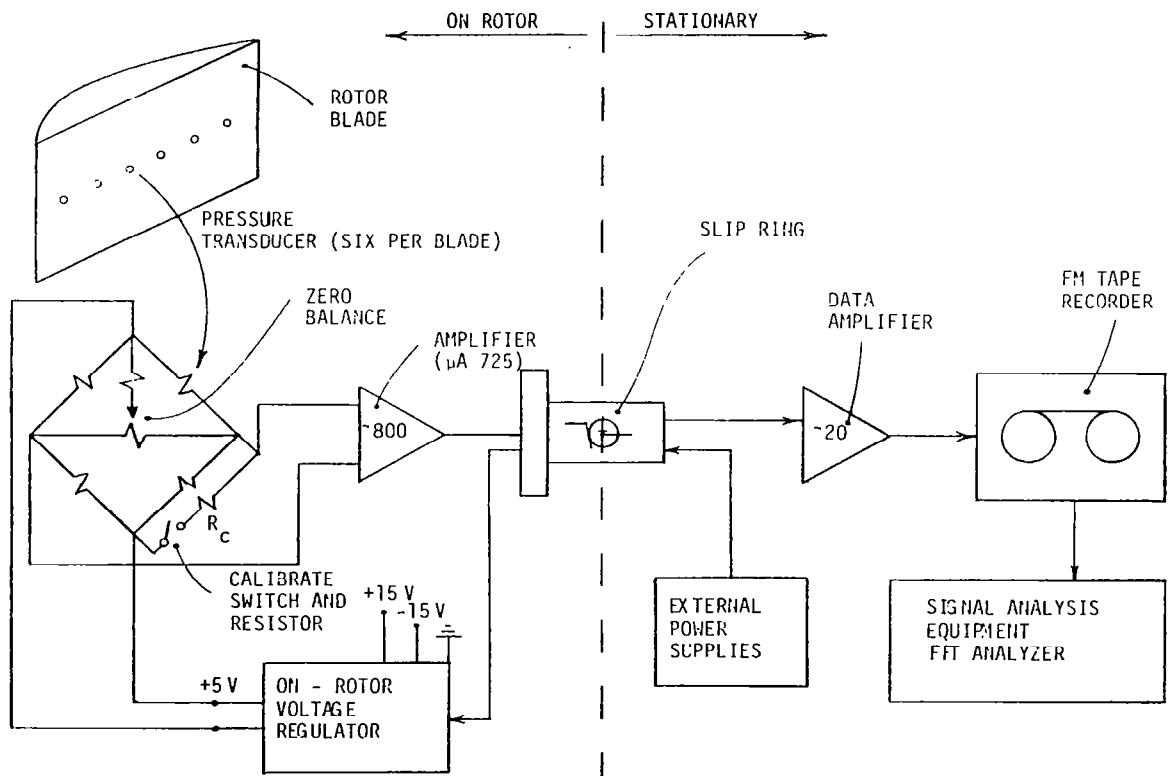 ON ROTOR
STATIONARY
ROTOR
BLADE
PRESSURE
TRANSDUCER (SIX PER BLADE)
SLIP RING
ZERO
BALANCE
DATA
AMPLIFIER
FM TAPE
RECORDER
AMPLIFIER
(µA 725)
~800
~20
Rc
CALIBRATE
SWITCH AND
RESISTOR
+15 V
-15 V
EXTERNAL
POWER
SUPPLIES
SIGNAL ANALYSIS
EQUIPMENT
FFT ANALYZER
+5 V
ON - ROTOR
VOLTAGE
REGULATOR